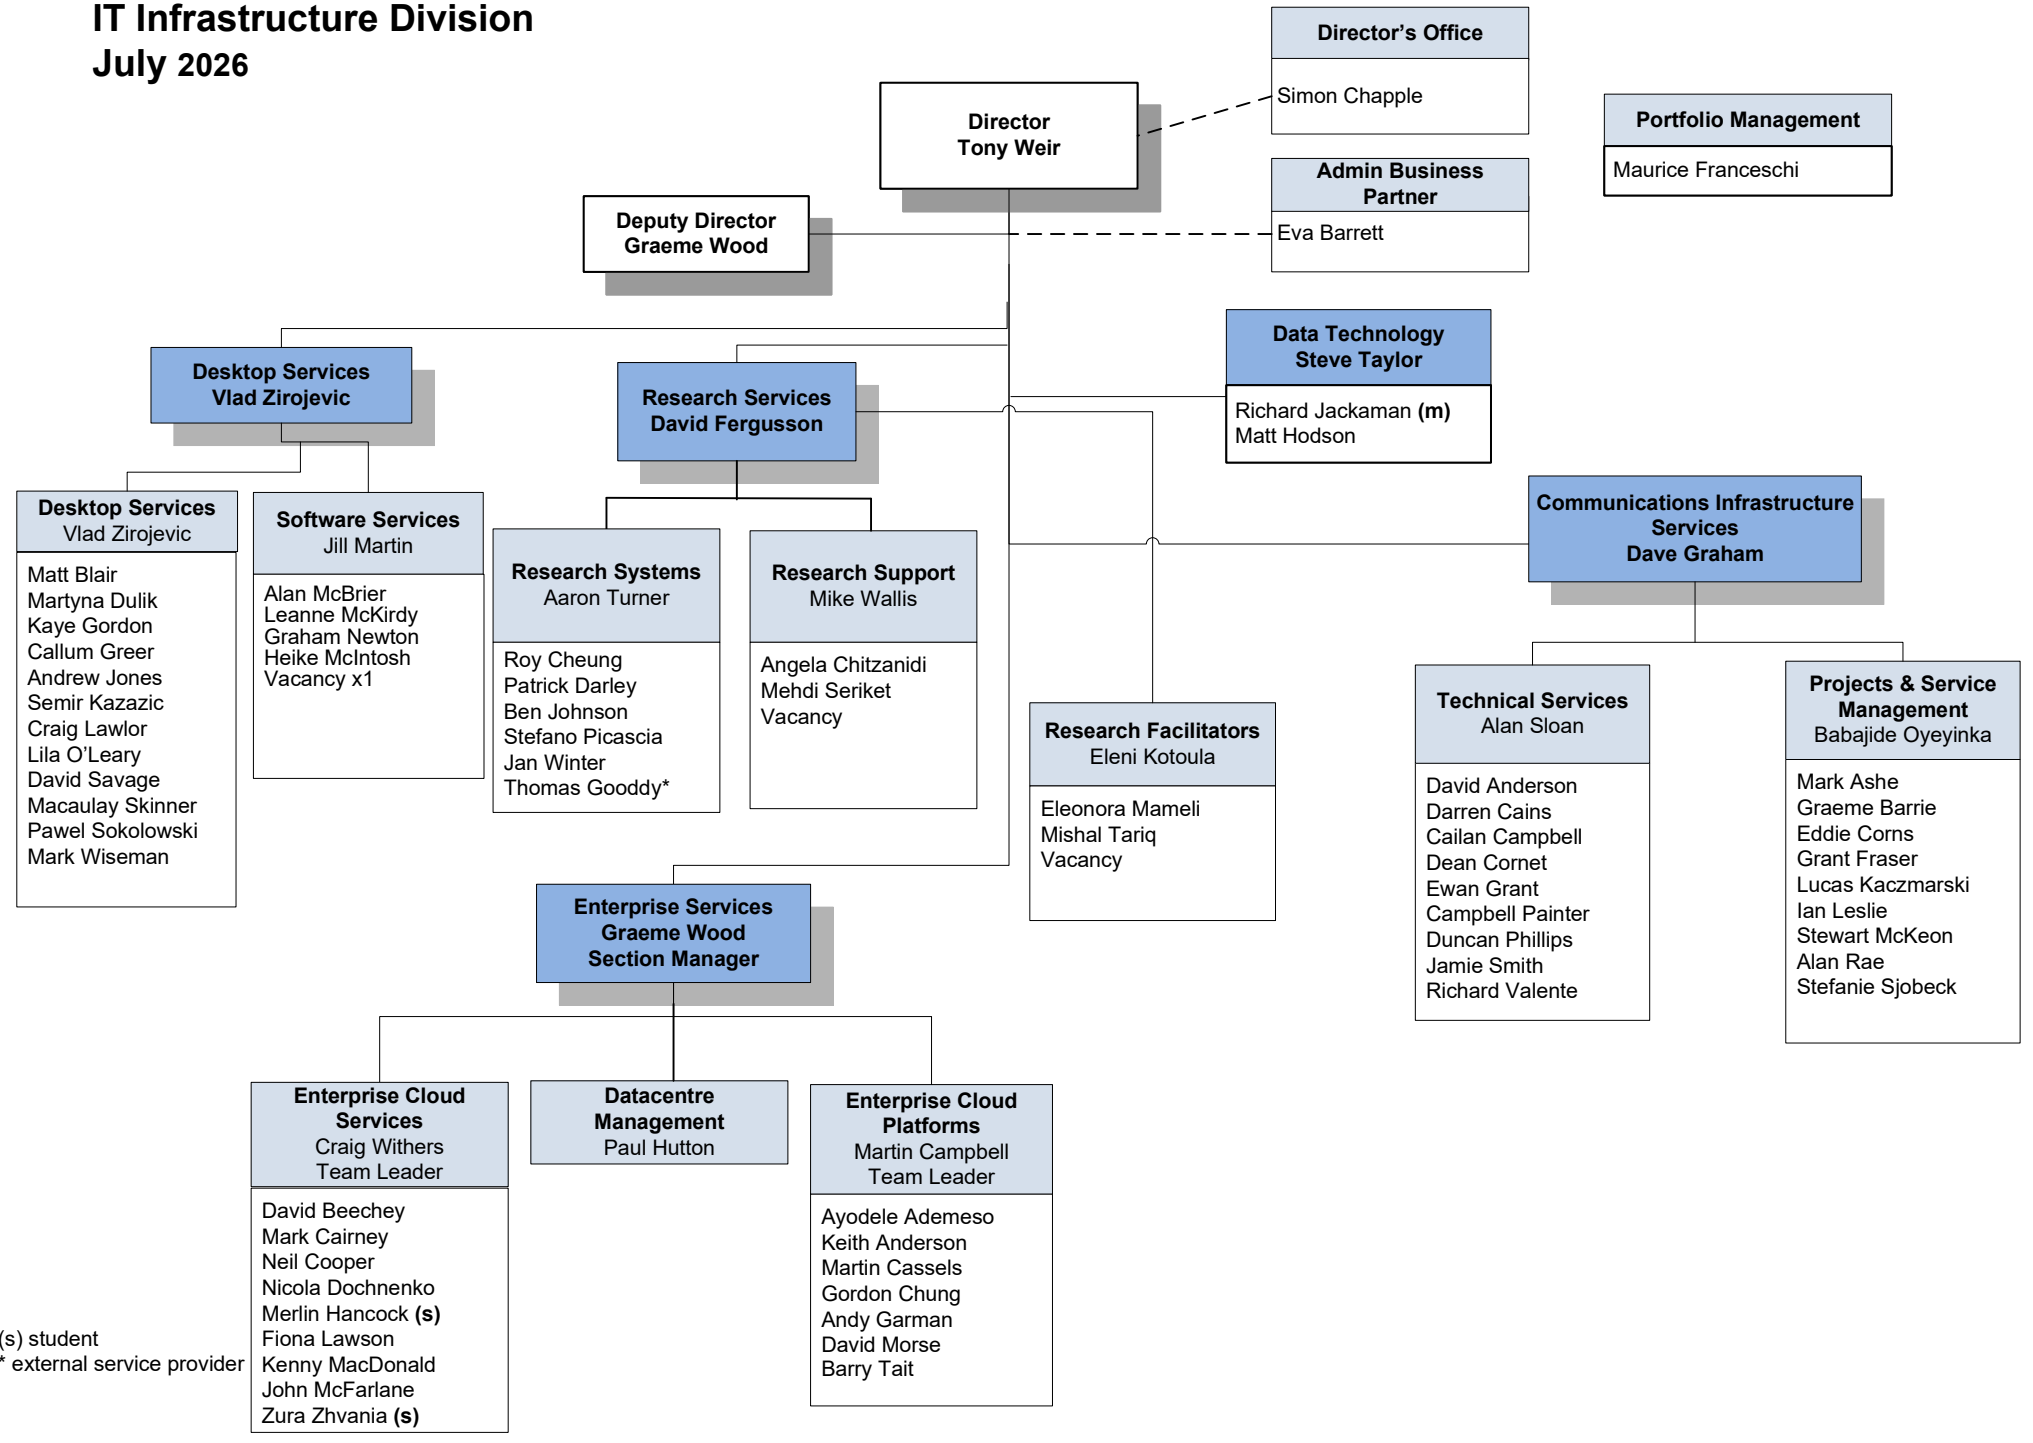 IT Infrastructure Division
July 2026
Director's Office
Simon Chapple
Director
Tony Weir
Portfolio Management
Maurice Franceschi
Admin Business
Partner
Eva Barrett
Deputy Director
Graeme Wood
Data Technology
Steve Taylor
Richard Jackaman (m)
Matt Hodson
Desktop Services
Vlad Zirojevic
Research Services
David Fergusson
Communications Infrastructure
Services
Dave Graham
Desktop Services
Vlad Zirojevic
Matt Blair
Martyna Dulik
Kaye Gordon
Callum Greer
Andrew Jones
Semir Kazazic
Craig Lawlor
Lila O'Leary
David Savage
Macaulay Skinner
Pawel Sokolowski
Mark Wiseman
Software Services
Jill Martin
Alan McBrier
Leanne McKirdy
Graham Newton
Heike McIntosh
Vacancy x1
Research Systems
Aaron Turner
Roy Cheung
Patrick Darley
Ben Johnson
Stefano Picascia
Jan Winter
Thomas Gooddy*
Research Support
Mike Wallis
Angela Chitzanidi
Mehdi Seriket
Vacancy
Research Facilitators
Eleni Kotoula
Eleonora Mameli
Mishal Tariq
Vacancy
Technical Services
Alan Sloan
David Anderson
Darren Cains
Cailan Campbell
Dean Cornet
Ewan Grant
Campbell Painter
Duncan Phillips
Jamie Smith
Richard Valente
Projects & Service
Management
Babajide Oyeyinka
Mark Ashe
Graeme Barrie
Eddie Corns
Grant Fraser
Lucas Kaczmarski
Ian Leslie
Stewart McKeon
Alan Rae
Stefanie Sjobeck
Enterprise Services
Graeme Wood
Section Manager
Enterprise Cloud
Services
Craig Withers
Team Leader
David Beechey
Mark Cairney
Neil Cooper
Nicola Dochnenko
Merlin Hancock (s)
Fiona Lawson
Kenny MacDonald
John McFarlane
Zura Zhvania (s)
Datacentre
Management
Paul Hutton
Enterprise Cloud
Platforms
Martin Campbell
Team Leader
Ayodele Ademeso
Keith Anderson
Martin Cassels
Gordon Chung
Andy Garman
David Morse
Barry Tait
(s) student
* external service provider